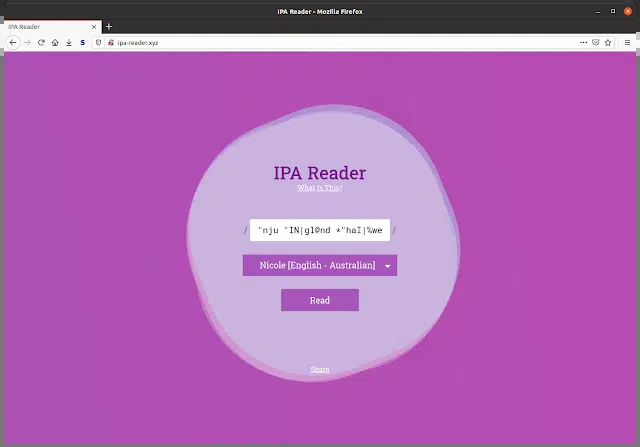 IPA Reader - Mozilla Firefox
IPA Reader
ipa-reader.xyz
IPA Reader
What Is This?
/ "nju "IN|gl@nd *"haI|%we /
Nicole [English - Australian]
Read
Share